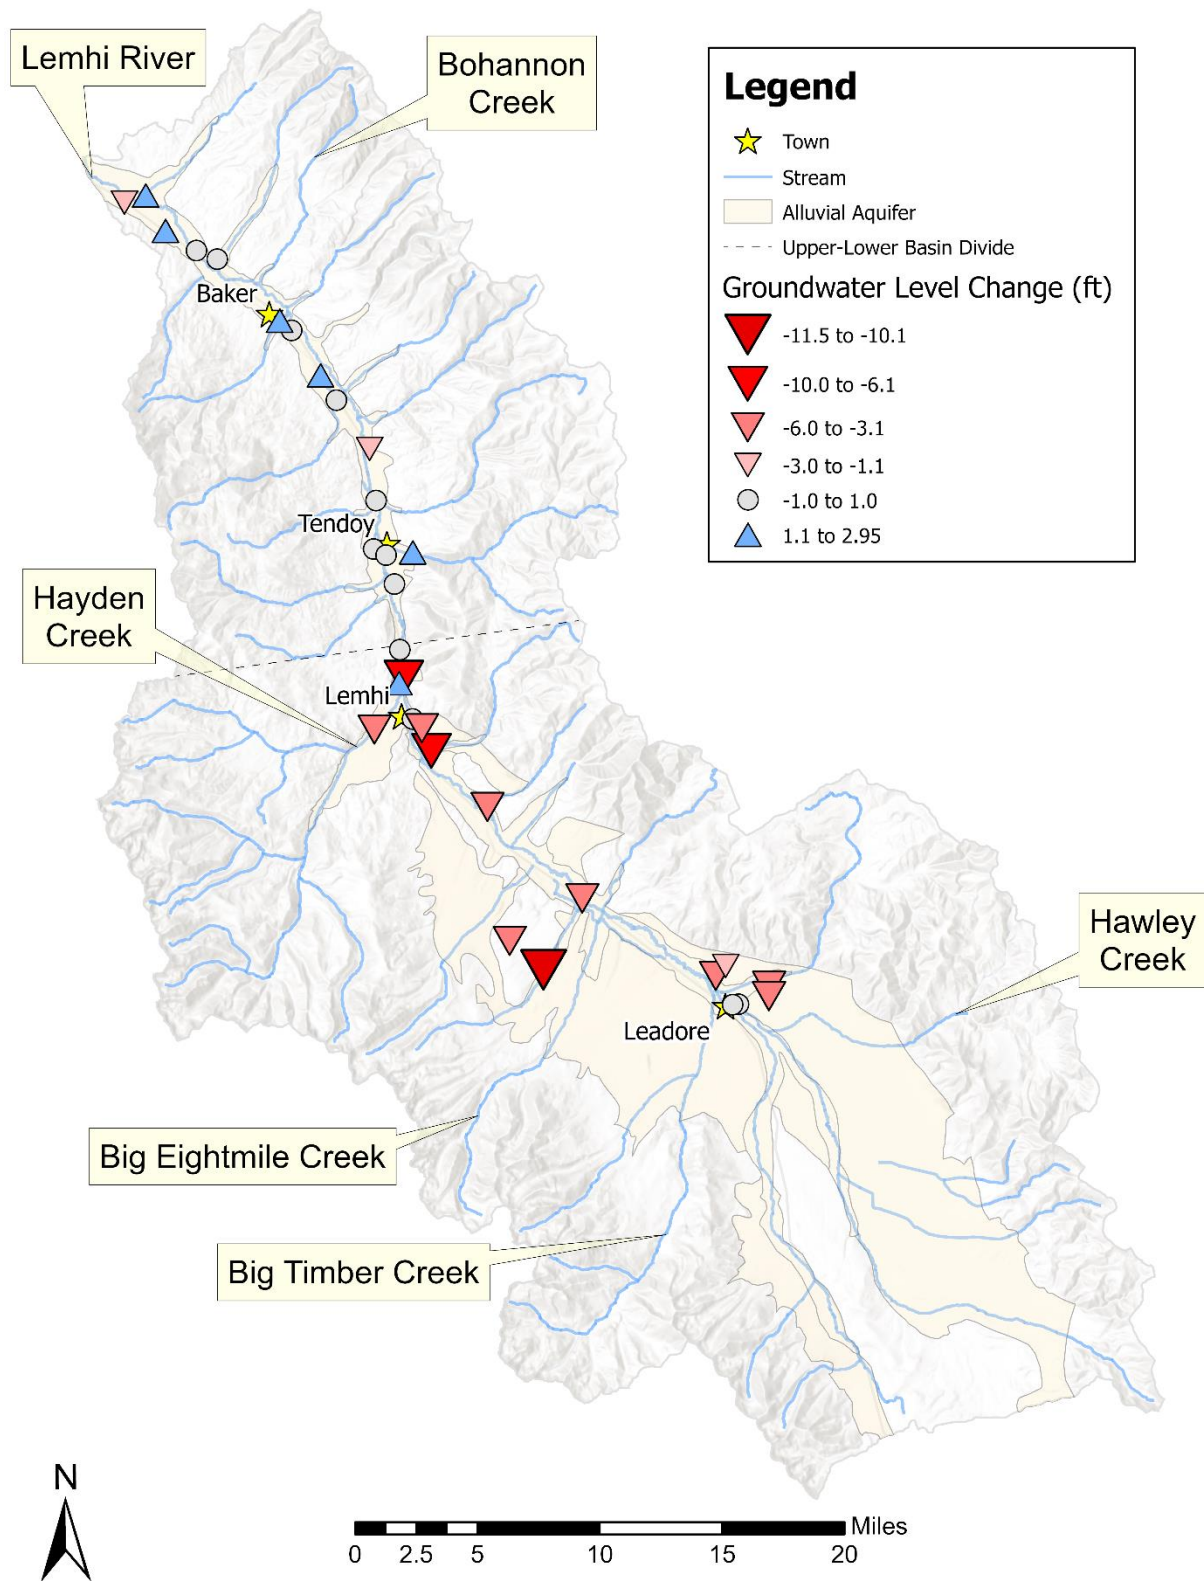 Lemhi River
Bohannon
Creek
Legend
Town
Stream
Alluvial Aquifer
Upper-Lower Basin Divide
Groundwater Level Change (ft)
-11.5 to -10.1
-10.0 to -6.1
-6.0 to -3.1
-3.0 to -1.1
-1.0 to 1.0
1.1 to 2.95
Baker
Tendoy
Hayden
Creek
Lemhi
Hawley
Creek
Leadore
Big Eightmile Creek
Big Timber Creek
N
Miles
0 2.5 5 10 15 20